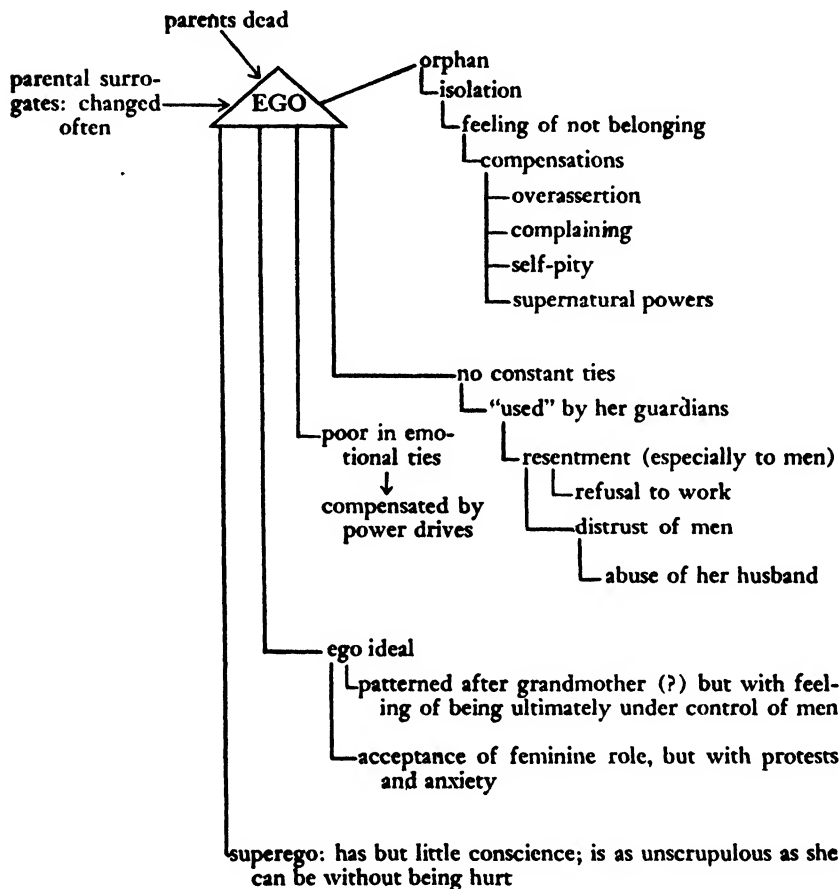 parents dead
parental surro-
gates: changed
often
EGO
orphan
isolation
feeling of not belonging
compensations
overassertion
complaining
self-pity
supernatural powers
no constant ties
“used” by her guardians
poor in emo-
tional ties
compensated by
power drives
resentment (especially to men)
refusal to work
distrust of men
abuse of her husband
ego ideal
patterned after grandmother (?) but with feel-
ing of being ultimately under control of men
acceptance of feminine role, but with protests
and anxiety
superego: has but little conscience; is as unscrupulous as she
can be without being hurt